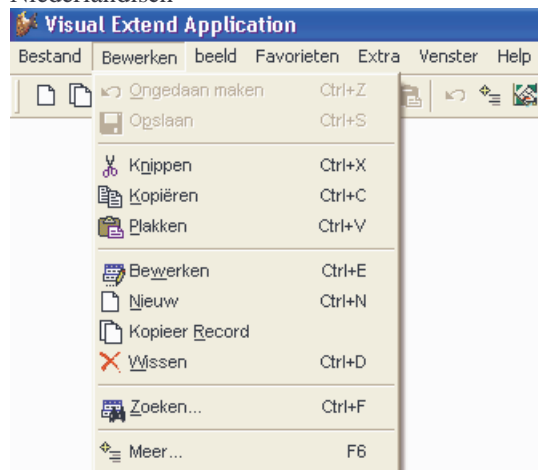 Niederländisch
Visual Extend Application
Bestand Bewerken beeld Favorieten Extra Venster Help
Ongedaan maken Ctrl+Z
Opslaan Ctrl+S
Knippen Ctrl+X
Kopiëren Ctrl+C
Plakken Ctrl+V
Bewerken Ctrl+E
Nieuw Ctrl+N
Kopieer Record
Wissen Ctrl+D
Zoeken... Ctrl+F
Meer... F6